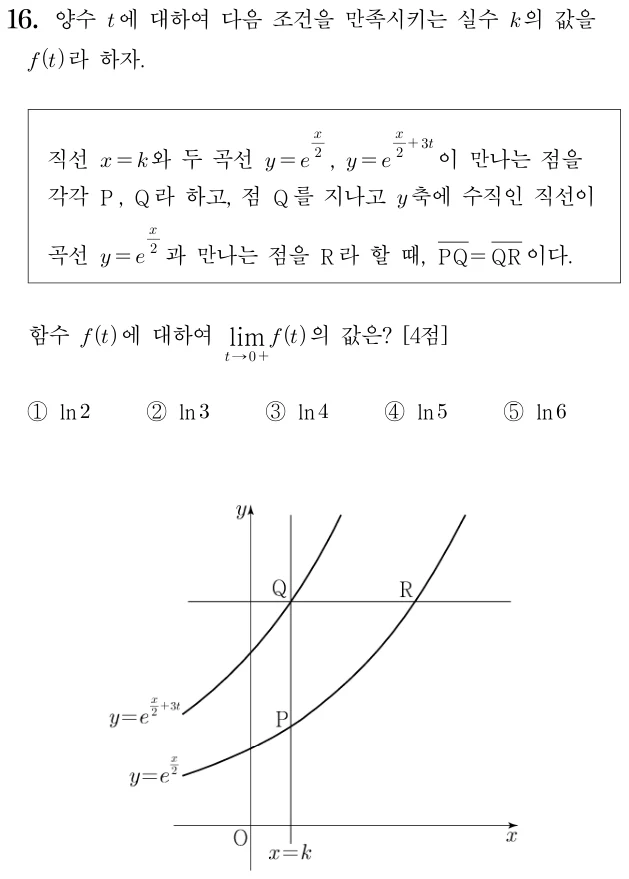 16. 양수 t에 대하여 다음 조건을 만족시키는 실수 k의 값을
f(t)라 하자.
직선 x=k와 두 곡선 y=e^{x/2}, y=e^{x/2+3t}이 만나는 점을
각각 P, Q라 하고, 점 Q를 지나고 y축에 수직인 직선이
곡선 y=e^{x/2}과 만나는 점을 R라 할 때, \overline{PQ}=\overline{QR}이다.
함수 f(t)에 대하여 lim_{t→0+} f(t)의 값은? [4점]
① ln2 ② ln3 ③ ln4 ④ ln5 ⑤ ln6
y
Q R
y=e^{x/2+3t}
P
y=e^{x/2}
O x
x=k